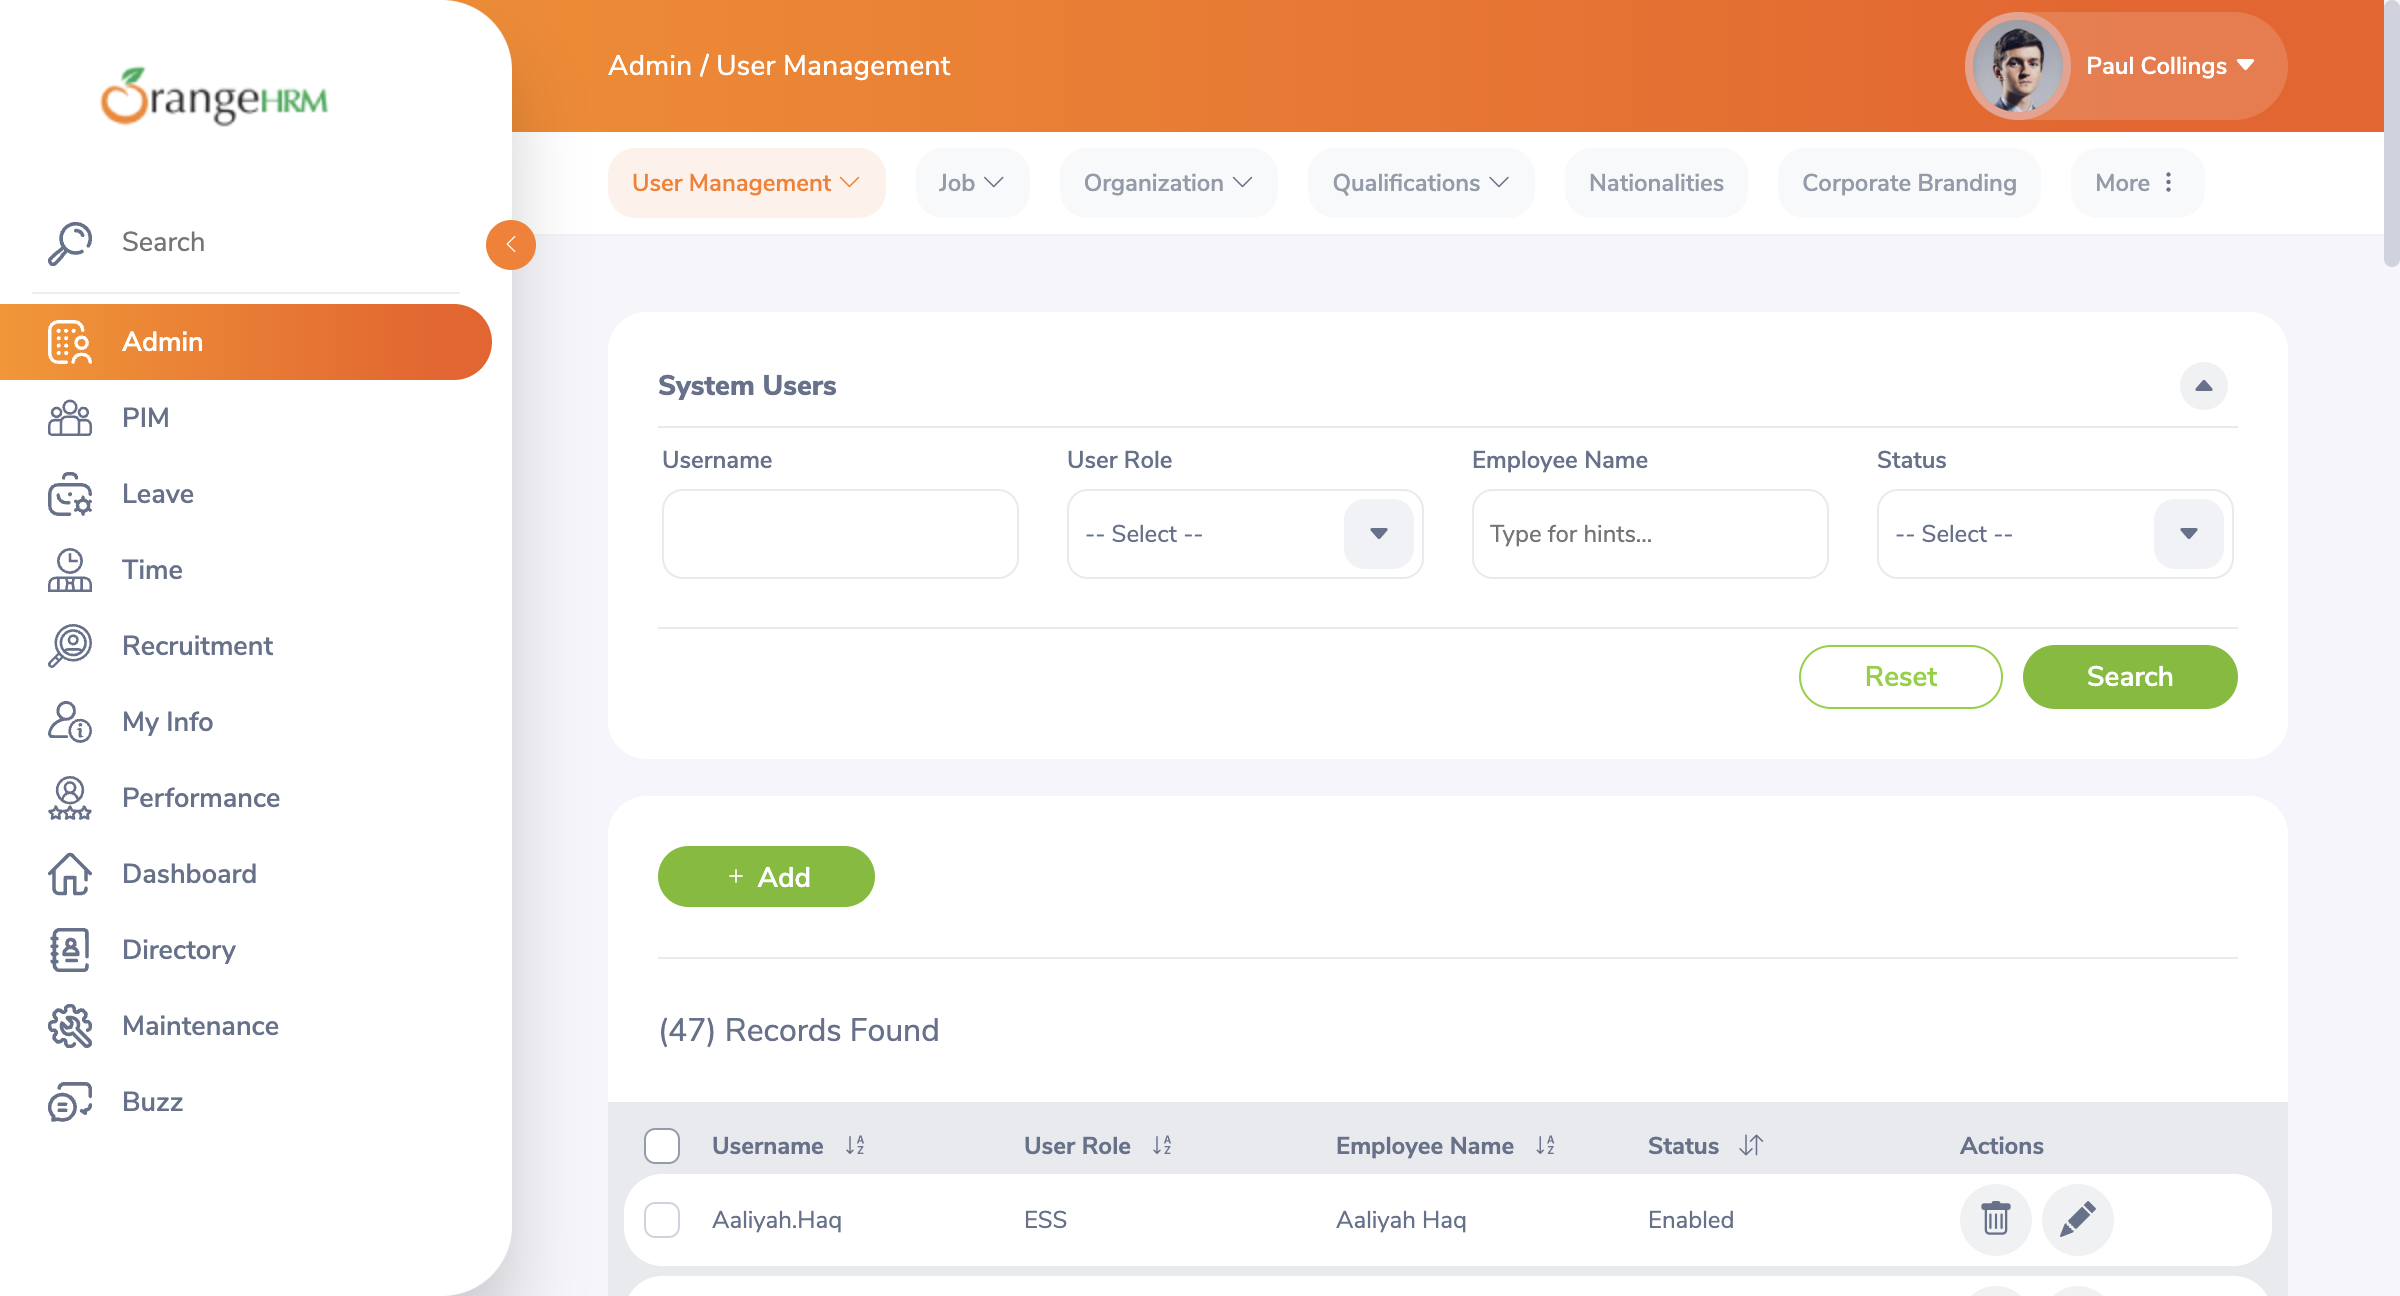 OrangeHRM
Search
Admin
PIM
Leave
Time
Recruitment
My Info
Performance
Dashboard
Directory
Maintenance
Buzz
Admin / User Management
Paul Collings
User Management
Job
Organization
Qualifications
Nationalities
Corporate Branding
More
System Users
Username
User Role
Employee Name
Status
-- Select --
Type for hints...
-- Select --
Reset
Search
+ Add
(47) Records Found
Username
User Role
Employee Name
Status
Actions
Aaliyah.Haq
ESS
Aaliyah Haq
Enabled